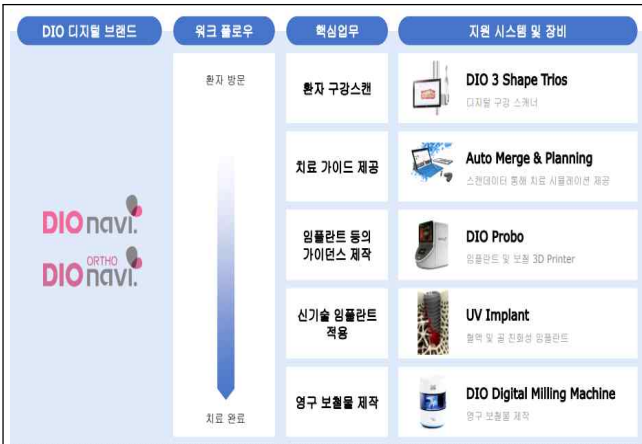 DIO 디지털 브랜드
워크 플로우
핵심업무
지원 시스템 및 장비
DIO navi.
DIO ORTHO navi.
환자 방문
치료 완료
환자 구강스캔
DIO 3 Shape Trios
디지털 구강 스캐너
치료 가이드 제공
Auto Merge & Planning
스캔데이터 통해 치료 시뮬레이션 제공
임플란트 등의
가이던스 제작
DIO Probo
임플란트 및 보철 3D Printer
신기술 임플란트
적용
UV Implant
혈액 및 골 친화성 임플란트
영구 보철물 제작
DIO Digital Milling Machine
영구 보철물 제작